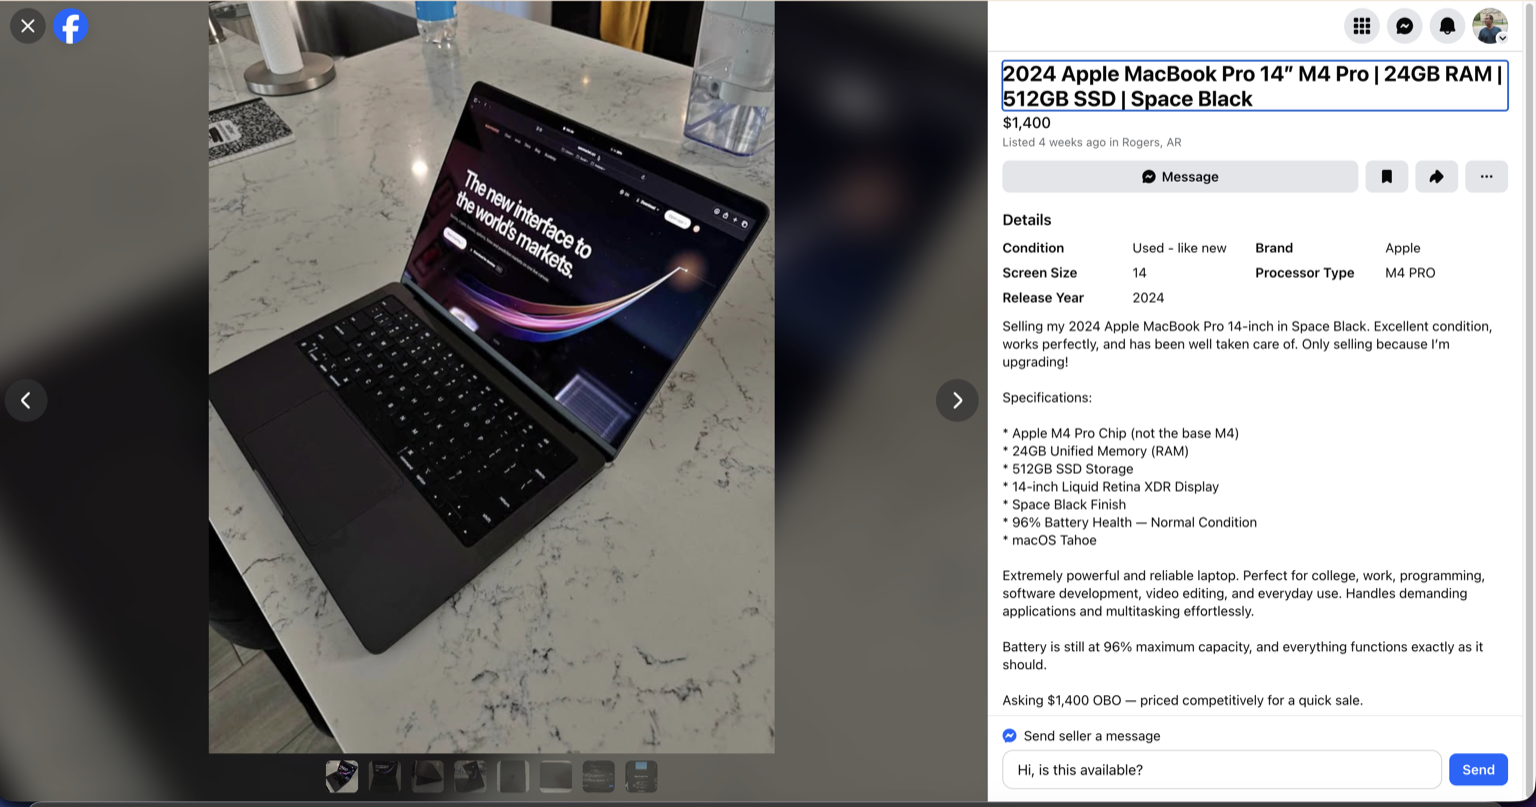 2024 Apple MacBook Pro 14” M4 Pro | 24GB RAM |
512GB SSD | Space Black
$1,400
Listed 4 weeks ago in Rogers, AR
Message
Details
Condition Used - like new Brand Apple
Screen Size 14 Processor Type M4 PRO
Release Year 2024
Selling my 2024 Apple MacBook Pro 14-inch in Space Black. Excellent condition,
works perfectly, and has been well taken care of. Only selling because I’m
upgrading!
Specifications:
* Apple M4 Pro Chip (not the base M4)
* 24GB Unified Memory (RAM)
* 512GB SSD Storage
* 14-inch Liquid Retina XDR Display
* Space Black Finish
* 96% Battery Health — Normal Condition
* macOS Tahoe
Extremely powerful and reliable laptop. Perfect for college, work, programming,
software development, video editing, and everyday use. Handles demanding
applications and multitasking effortlessly.
Battery is still at 96% maximum capacity, and everything functions exactly as it
should.
Asking $1,400 OBO — priced competitively for a quick sale.
Send seller a message
Hi, is this available?
Send
The new interface to
the world's markets.